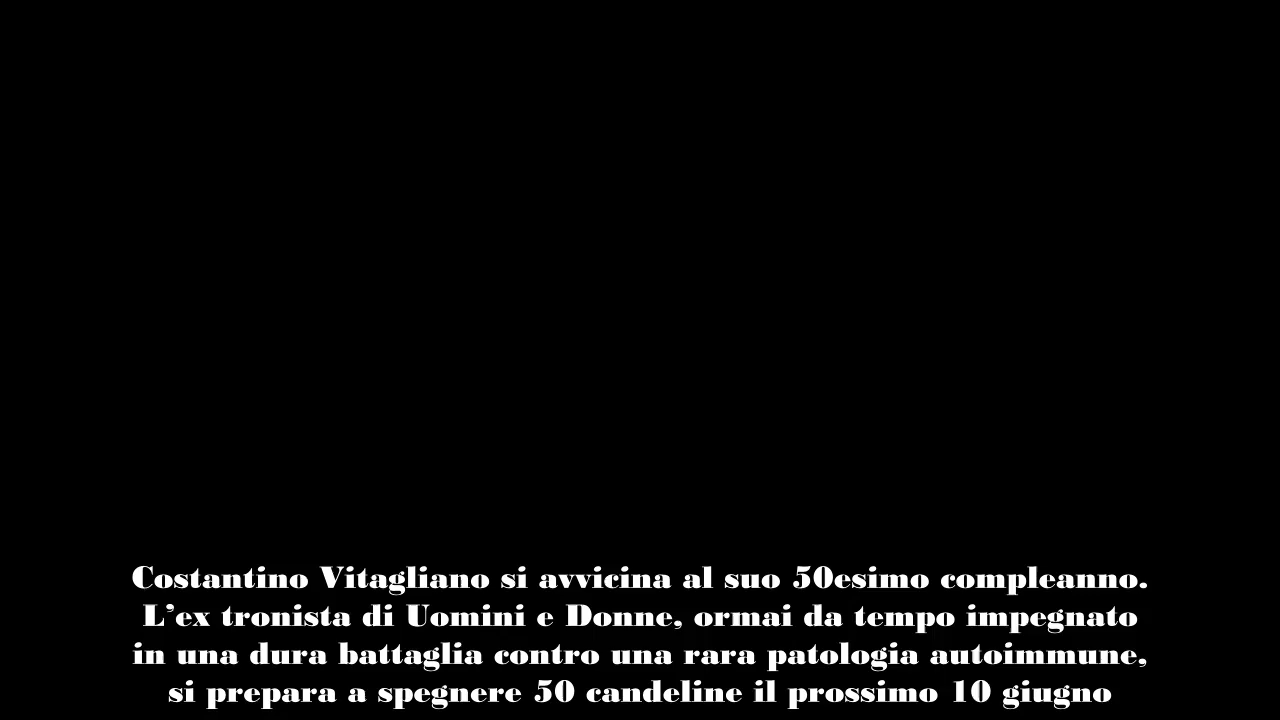 Costantino Vitagliano si avvicina al suo 50esimo compleanno.
L’ex tronista di Uomini e Donne, ormai da tempo impegnato
in una dura battaglia contro una rara patologia autoimmune,
si prepara a spegnere 50 candeline il prossimo 10 giugno